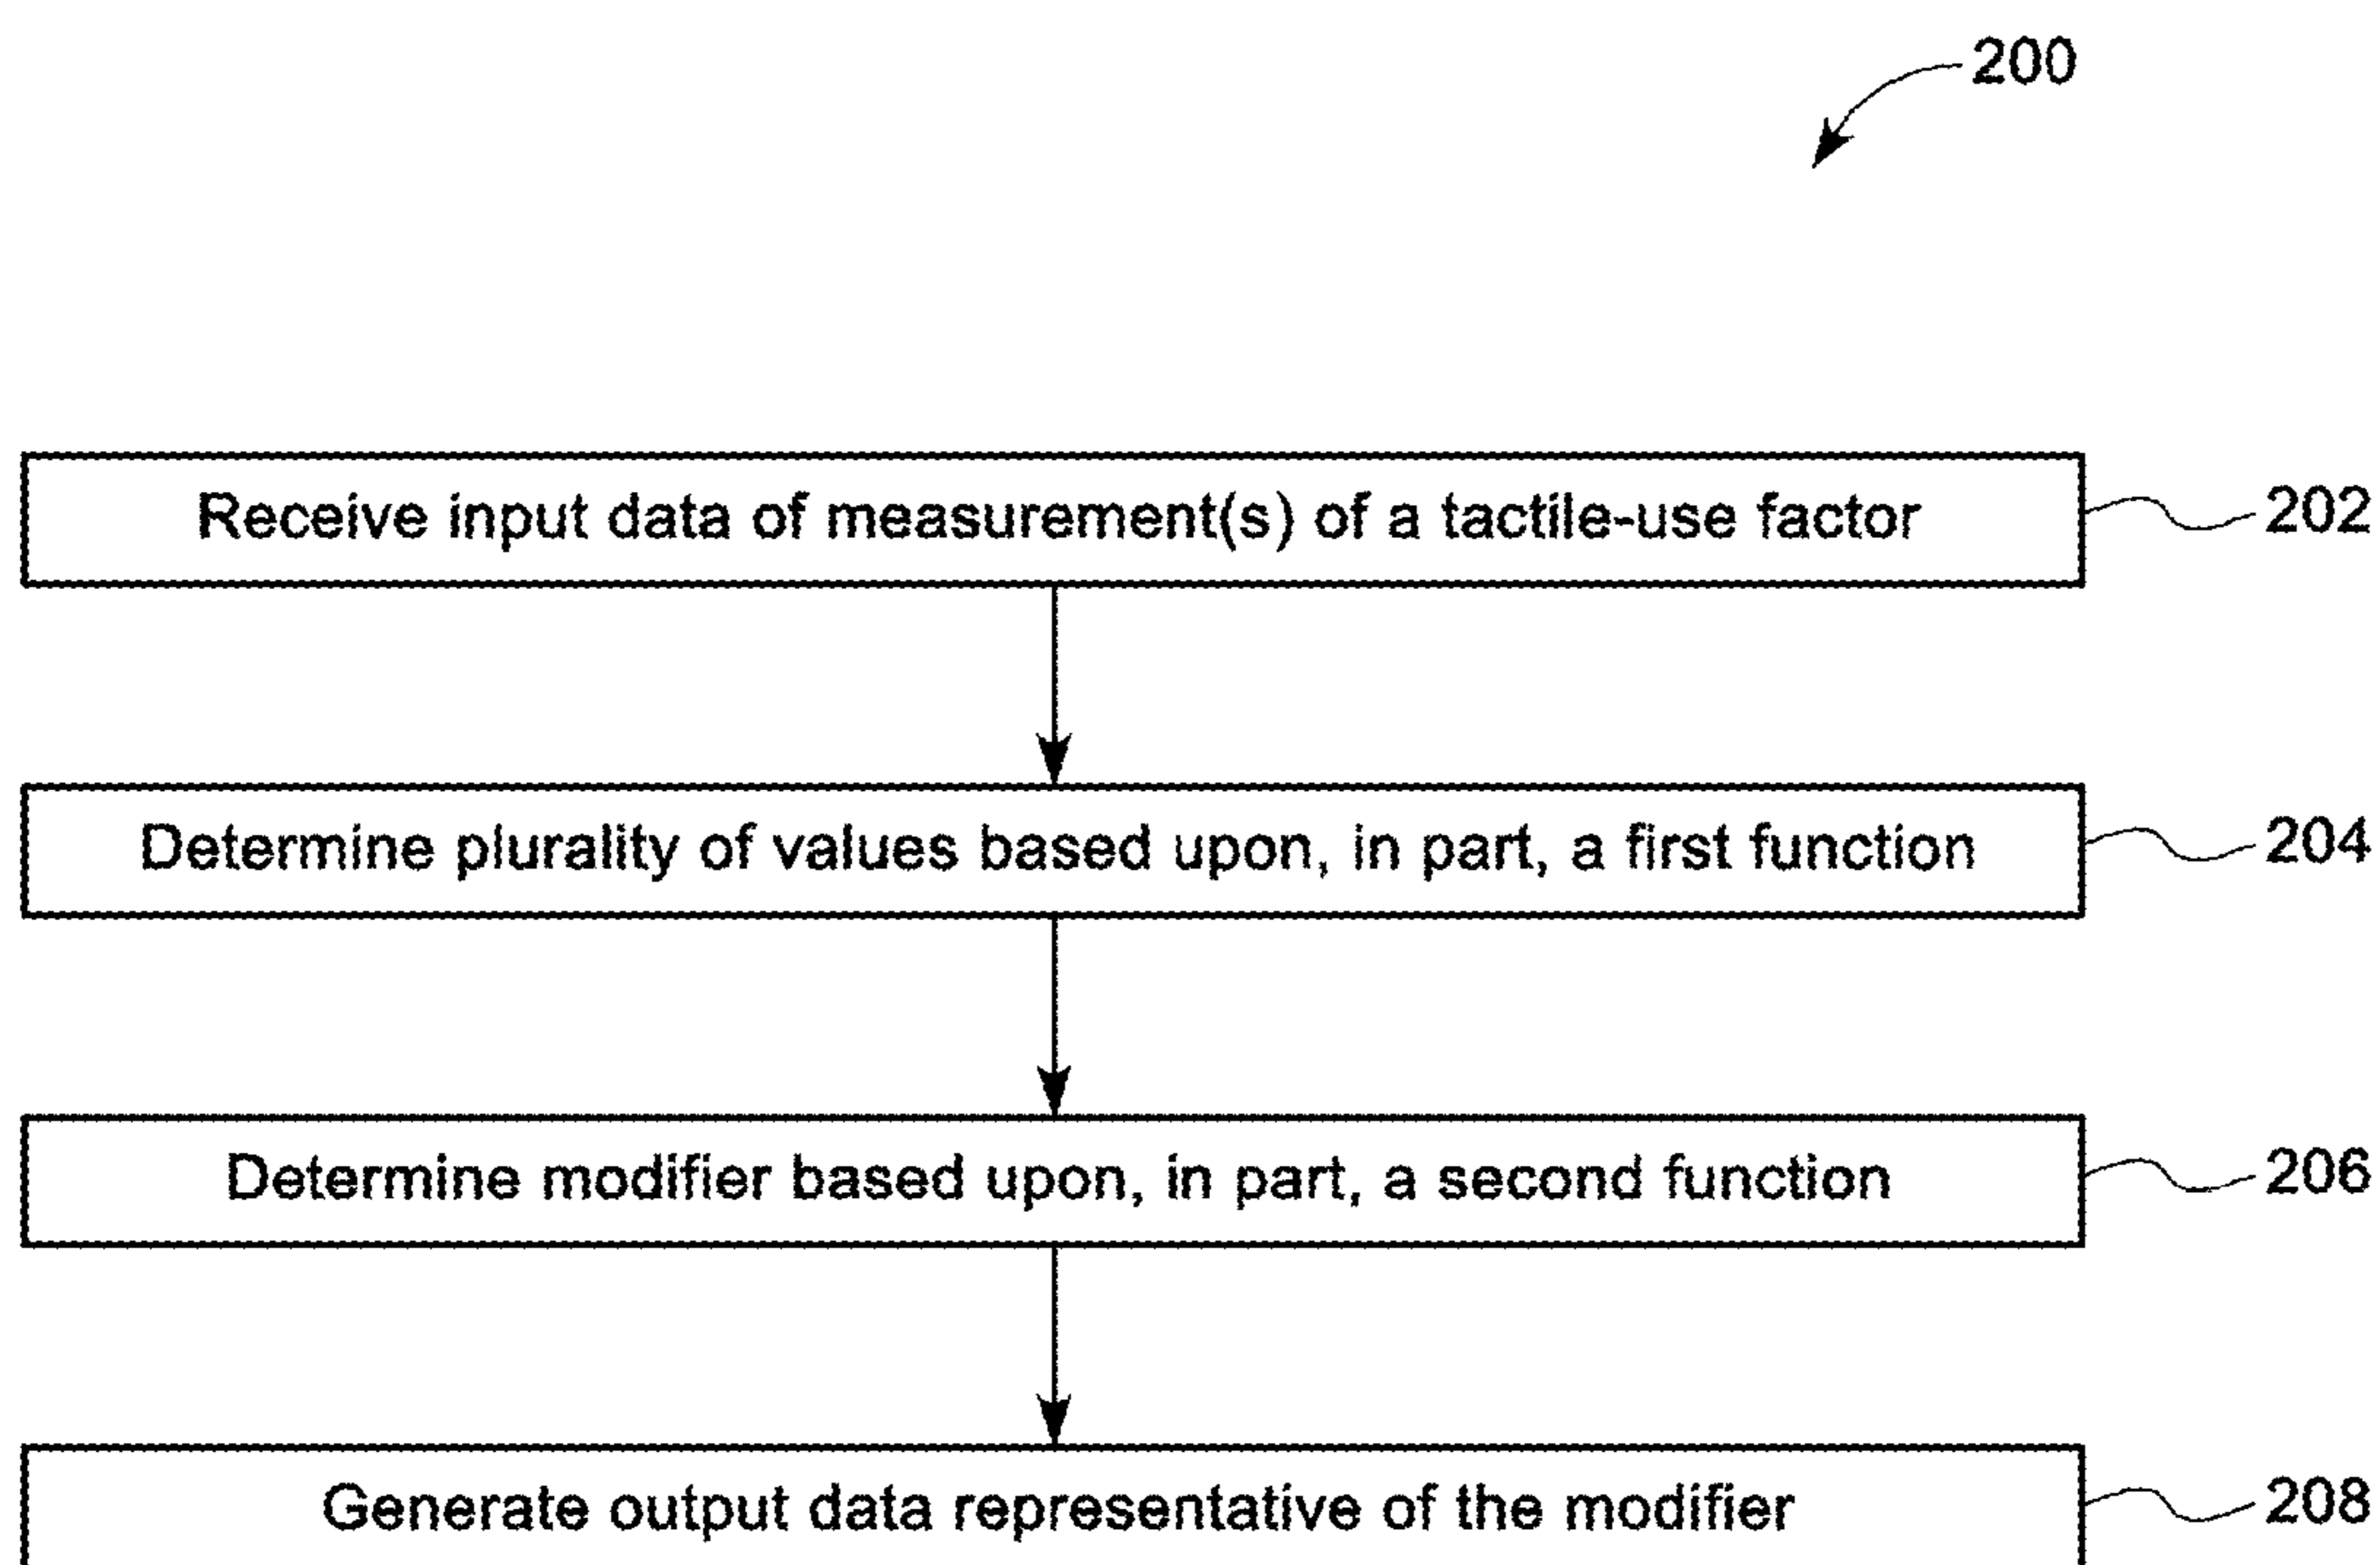 200
Receive input data of measurement(s) of a tactile-use factor
202
Determine plurality of values based upon, in part, a first function
204
Determine modifier based upon, in part, a second function
206
Generate output data representative of the modifier
208